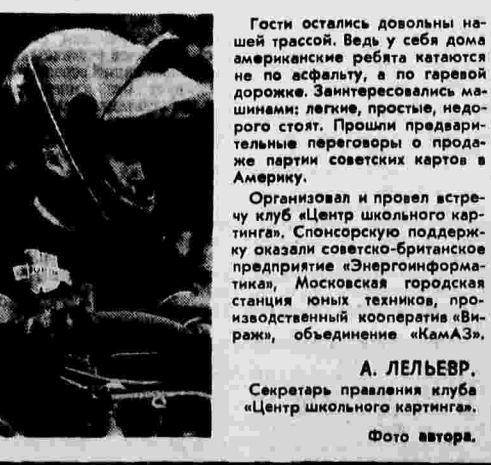 Гости остались довольны на-
шей трассой. Ведь у себя дома
американские ребята катаются
не по асфальту, а по гаревой
дорожке. Заинтересовались ма-
шинами: легкие, простые, недо-
рого стоят. Прошли предвари-
тельные переговоры о прода-
же партии советских картов в
Америку.
Организовал и провел встре-
чу клуб «Центр школьного кар-
тинга». Спонсорскую поддерж-
ку оказали советско-британское
предприятие «Энергоинформа-
тика», Московская городская
станция юных техников, про-
изводственный кооператив «Ви-
раж», объединение «КамАЗ».
А. ЛЕЛЬЕВР.
Секретарь правления клуба
«Центр школьного картинга».
Фото автора.